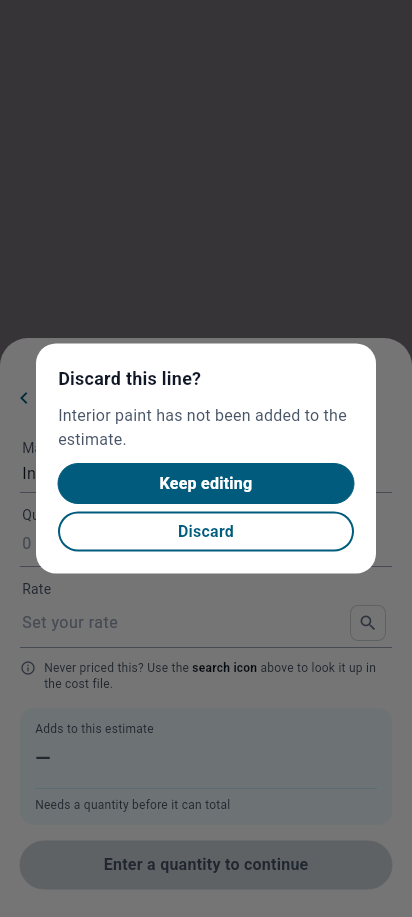 Discard this line?
Interior paint has not been added to the
estimate.
Keep editing
Discard
Rate
Set your rate
Never priced this? Use the search icon above to look it up in
the cost file.
Adds to this estimate
—
Needs a quantity before it can total
Enter a quantity to continue